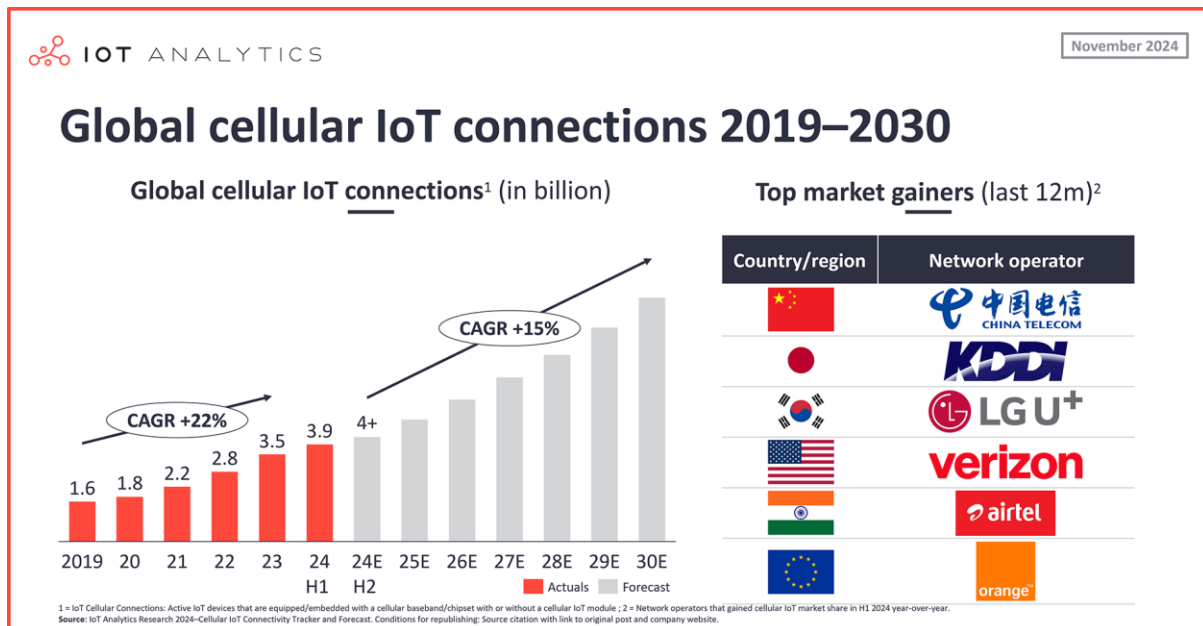 IOT ANALYTICS
November 2024
Global cellular IoT connections 2019–2030
Global cellular IoT connections¹ (in billion)
CAGR +22%
CAGR +15%
1.6
1.8
2.2
2.8
3.5
3.9
4+
2019 20 21 22 23 24 24E 25E 26E 27E 28E 29E 30E
H1 H2
Actuals Forecast
Top market gainers (last 12m)²
Country/region Network operator
中国电信
CHINA TELECOM
KDDI
LG U+
verizon
airtel
orange™
1 = IoT Cellular Connections: Active IoT devices that are equipped/embedded with a cellular baseband/chipset with or without a cellular IoT module ; 2 = Network operators that gained cellular IoT market share in H1 2024 year-over-year.
Source: IoT Analytics Research 2024–Cellular IoT Connectivity Tracker and Forecast. Conditions for republishing: Source citation with link to original post and company website.